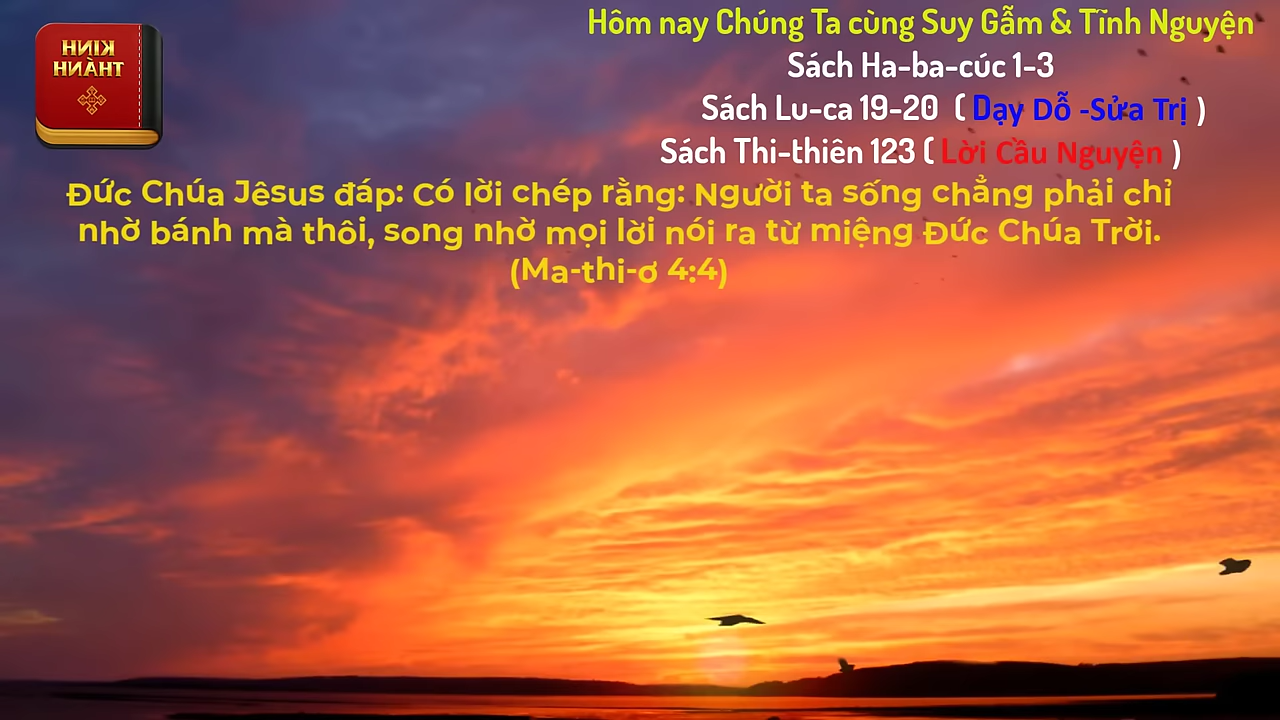 KINH
THÀNH
Hôm nay Chúng Ta cùng Suy Gẫm & Tĩnh Nguyện
Sách Ha-ba-cúc 1-3
Sách Lu-ca 19-20 ( Dạy Dỗ -Sửa Trị )
Sách Thi-thiên 123 ( Lời Cầu Nguyện )
Đức Chúa Jêsus đáp: Có lời chép rằng: Người ta sống chẳng phải chỉ
nhờ bánh mà thôi, song nhờ mọi lời nói ra từ miệng Đức Chúa Trời.
(Ma-thi-ơ 4:4)